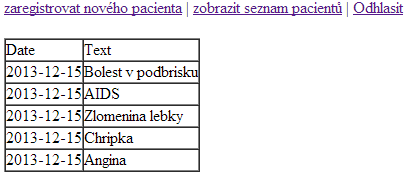 zaregistrovat nového pacienta | zobrazit seznam pacientů | Odhlasit
Date Text
2013-12-15 Bolest v podbrisku
2013-12-15 AIDS
2013-12-15 Zlomenina lebky
2013-12-15 Chripka
2013-12-15 Angina